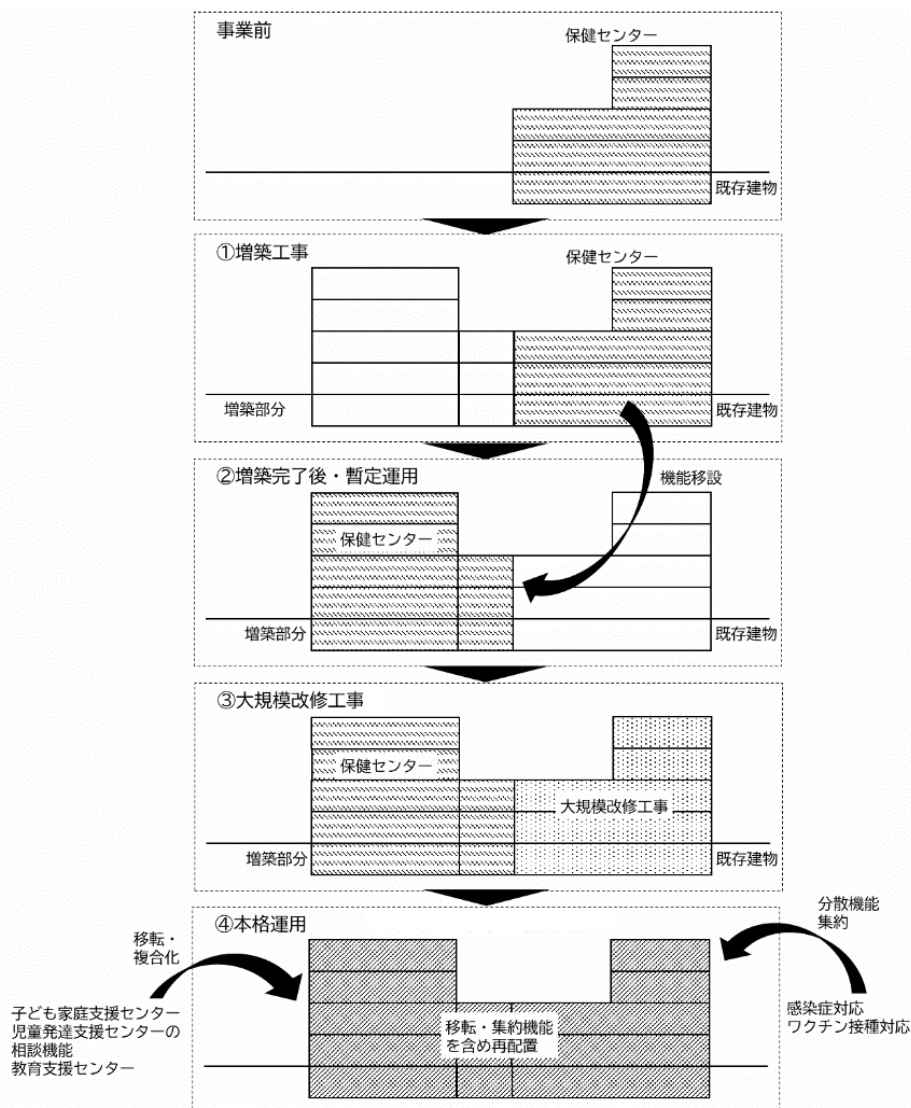 事業前
保健センター
既存建物
①増築工事
保健センター
増築部分
既存建物
②増築完了後・暫定運用
機能移設
保健センター
増築部分
既存建物
③大規模改修工事
保健センター
大規模改修工事
増築部分
既存建物
④本格運用
移転・
複合化
分散機能
集約
子ども家庭支援センター
児童発達支援センターの
相談機能
教育支援センター
移転・集約機能
を含め再配置
感染症対応
ワクチン接種対応